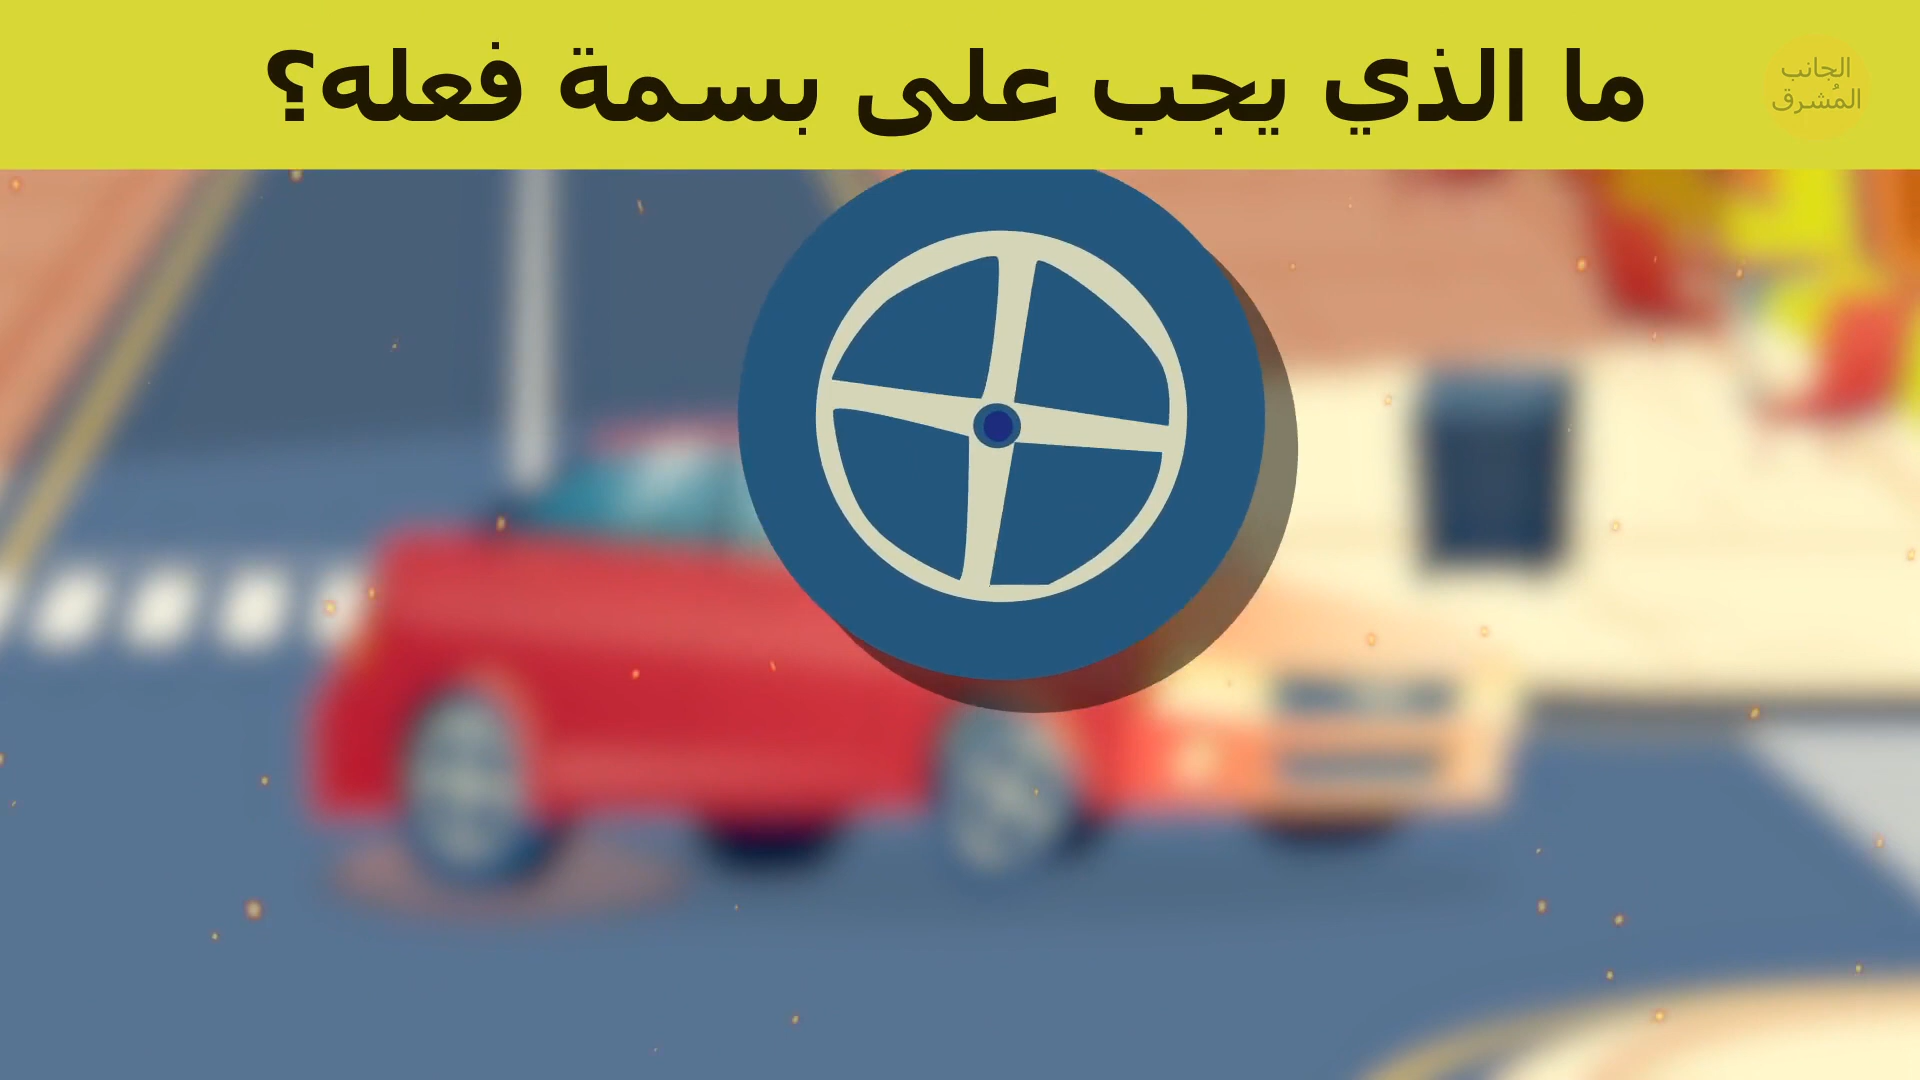 ما الذي يجب على بسمة فعله؟
الجانب
المُشرق